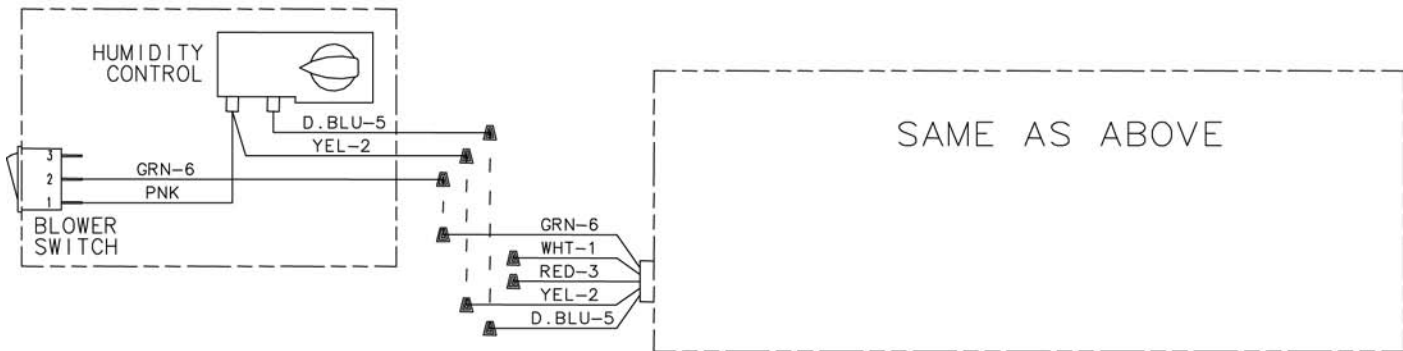 HUMIDITY
CONTROL
D.BLU-5
YEL-2
3
GRN-6
2
PNK
1
BLOWER
SWITCH
SAME AS ABOVE
GRN-6
WHT-1
RED-3
YEL-2
D.BLU-5